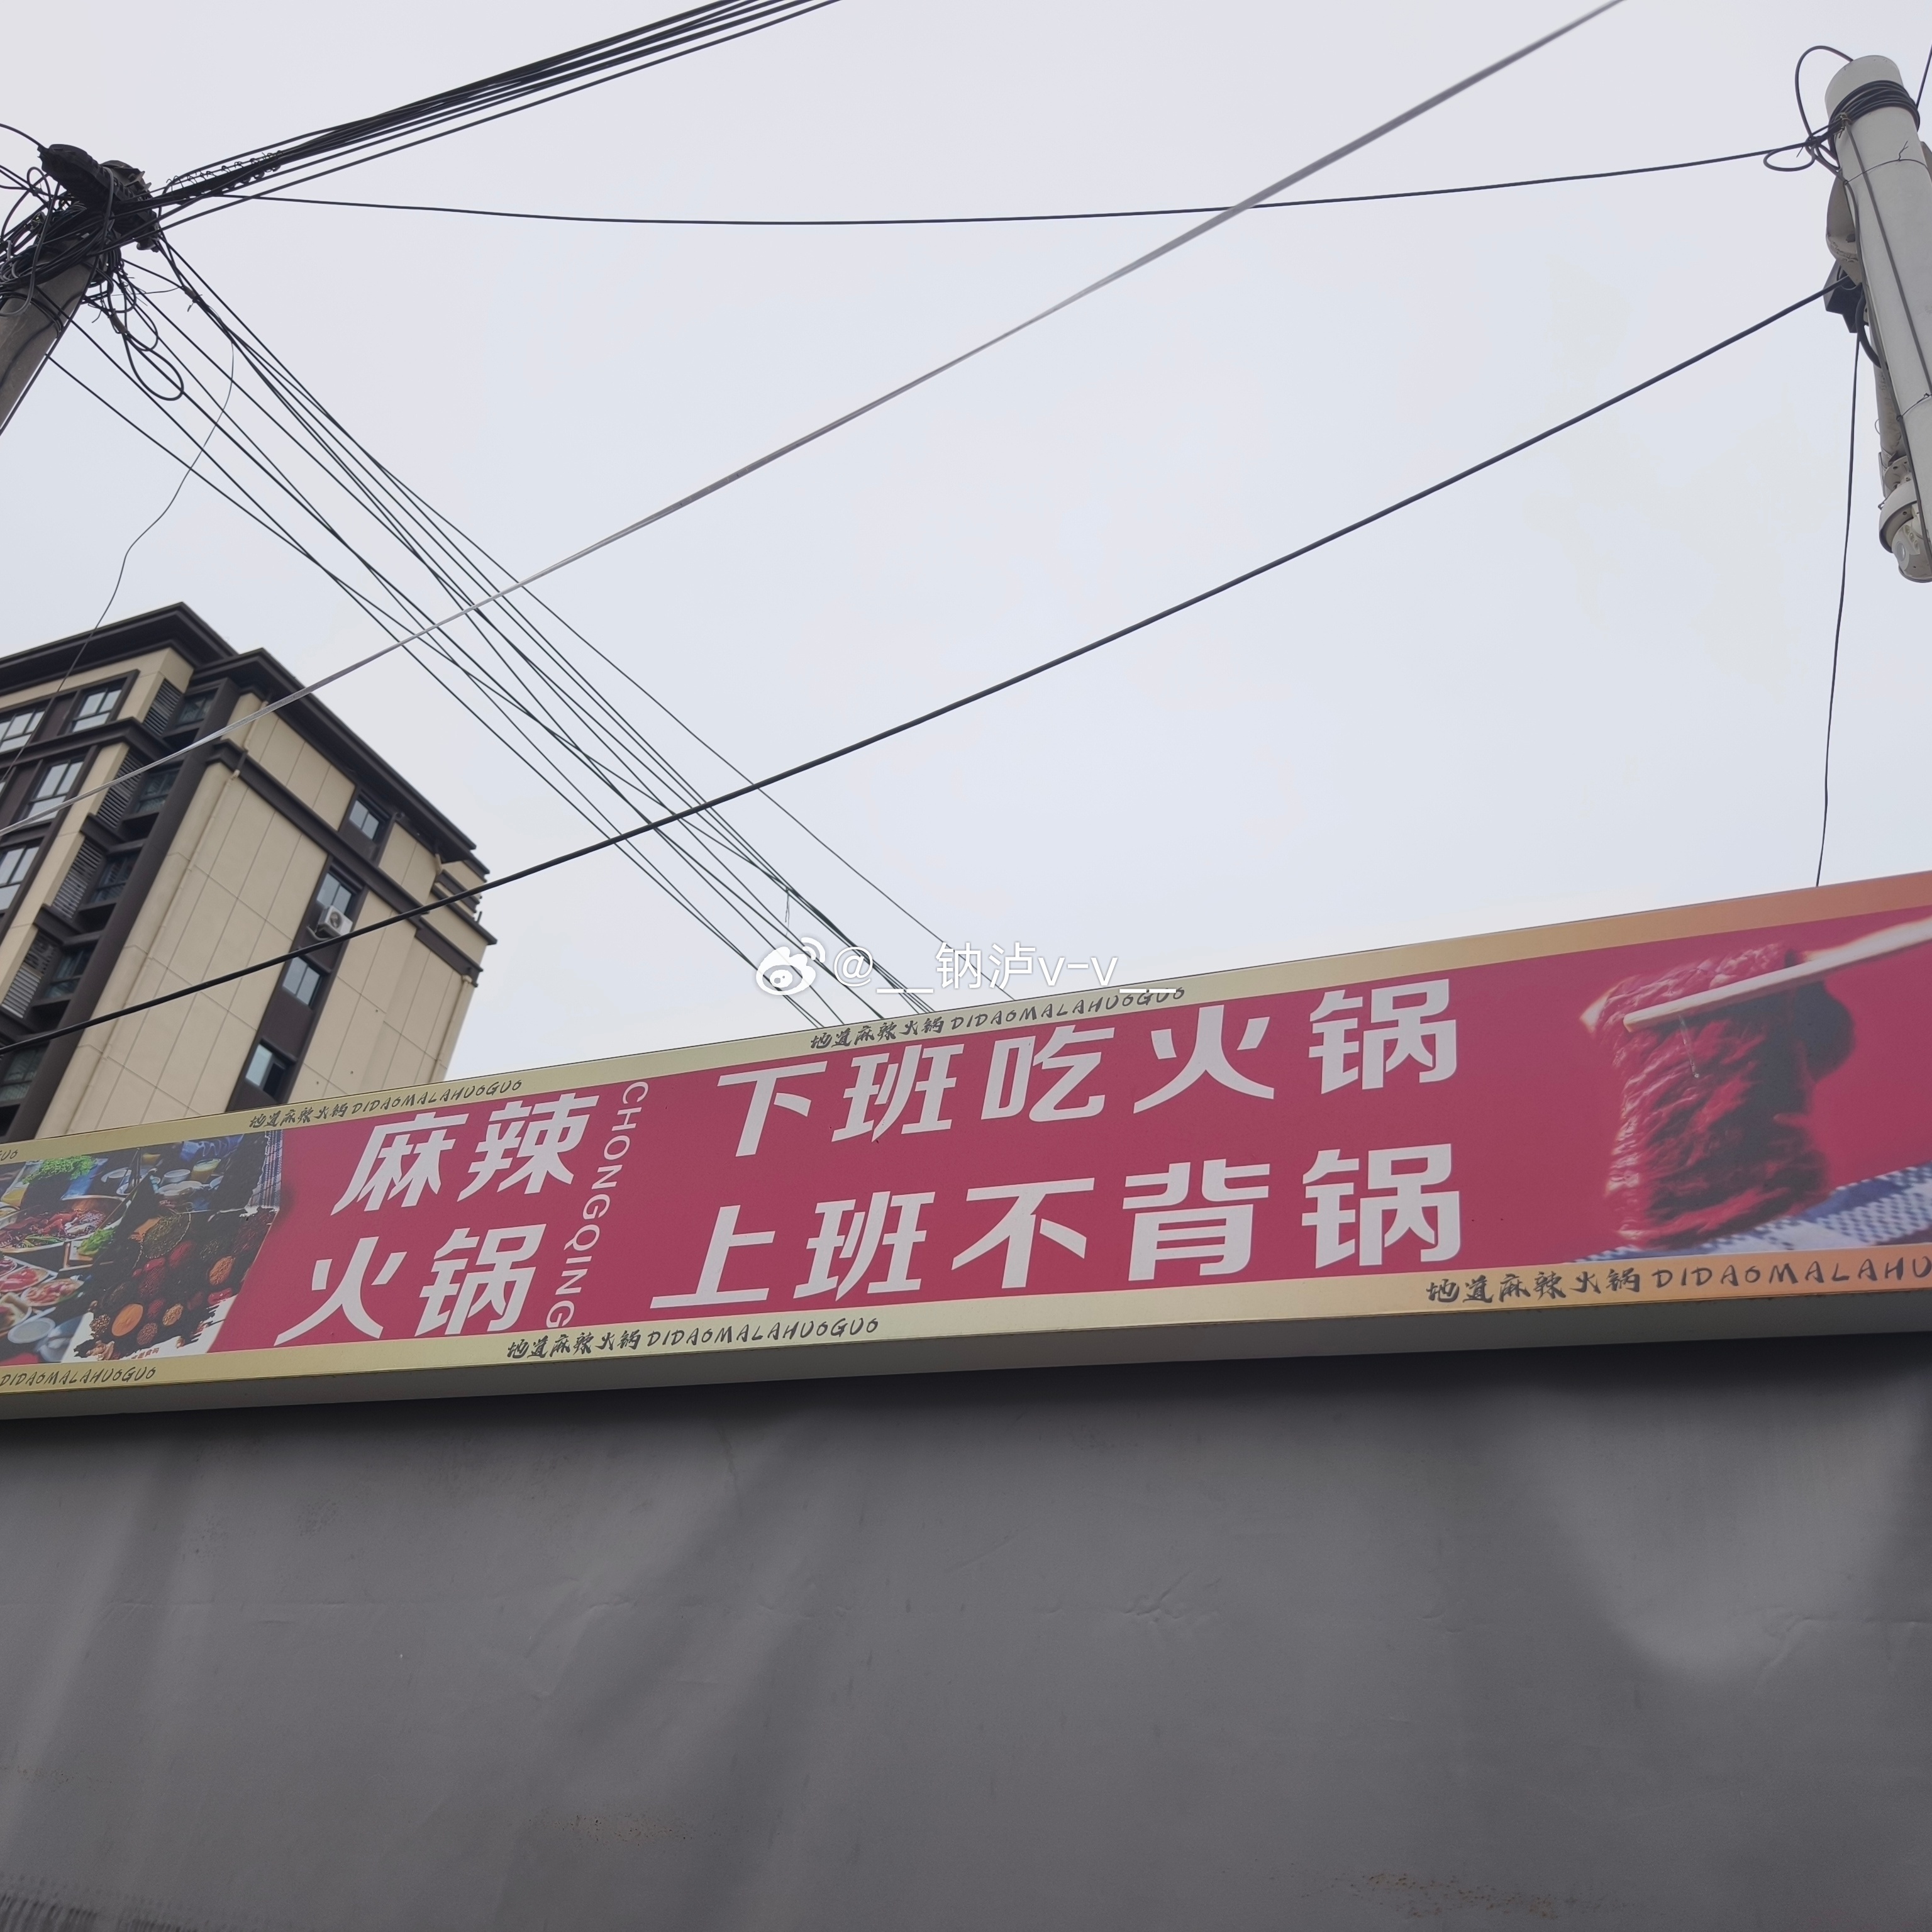 @__钠泸v-v__
地道麻辣火锅 DIDAOMALAHUOGUO
地道麻辣火锅 DIDAOMALAHUOGUO
GUO
麻辣
火锅
CHONGQING
下班吃火锅
上班不背锅
地道麻辣火锅 DIDAOMALAHU
地道麻辣火锅 DIDAOMALAHUOGUO
DIDAOMALAHUOGUO